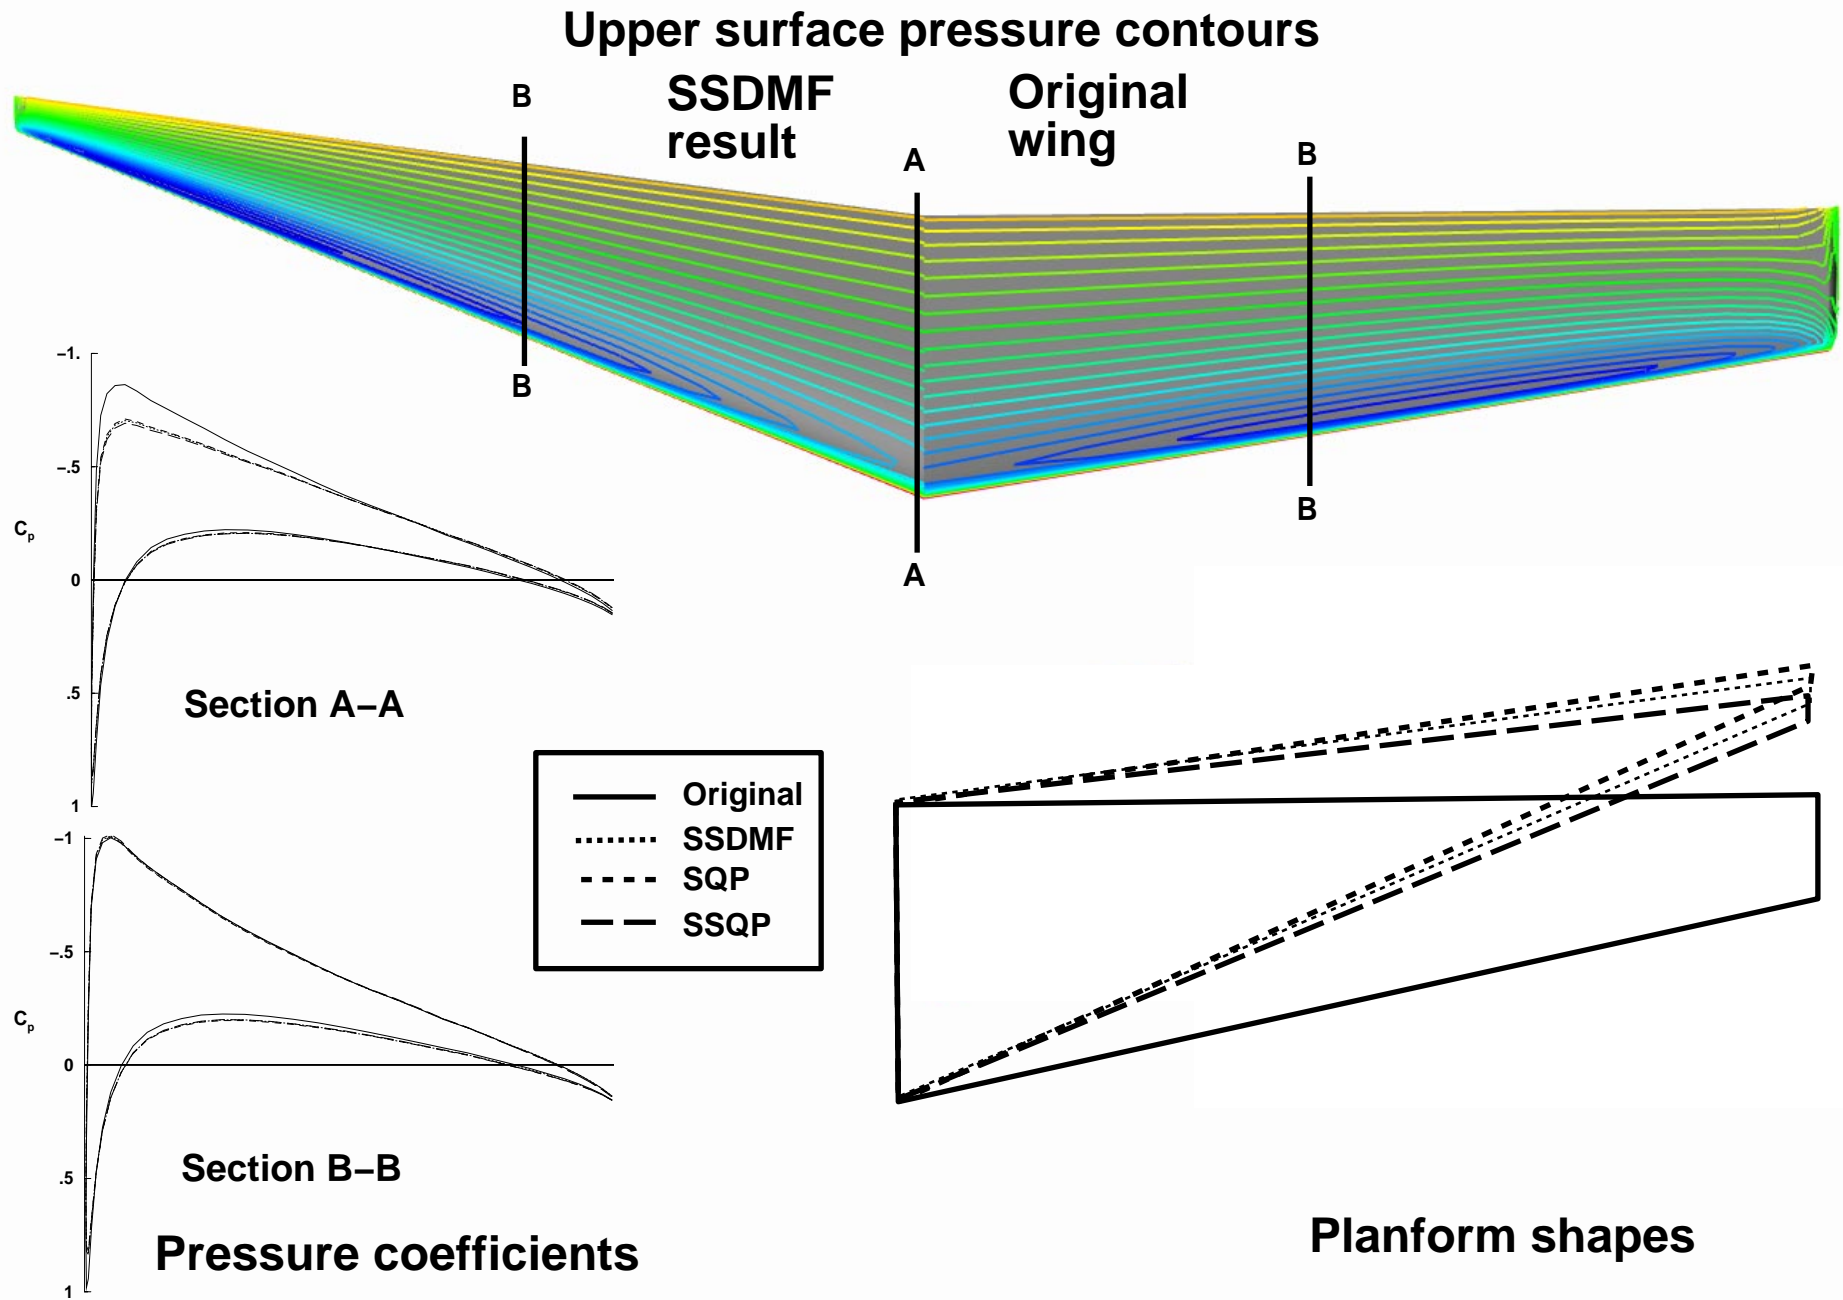 Upper surface pressure contours
SSDMF
result
Original
wing
B
A
B
B
B
A
−1.
−.5
Cp
0
.5
1
Section A−A
Original
SSDMF
SQP
SSQP
−1
−.5
Cp
0
.5
1
Section B−B
Pressure coefficients
Planform shapes